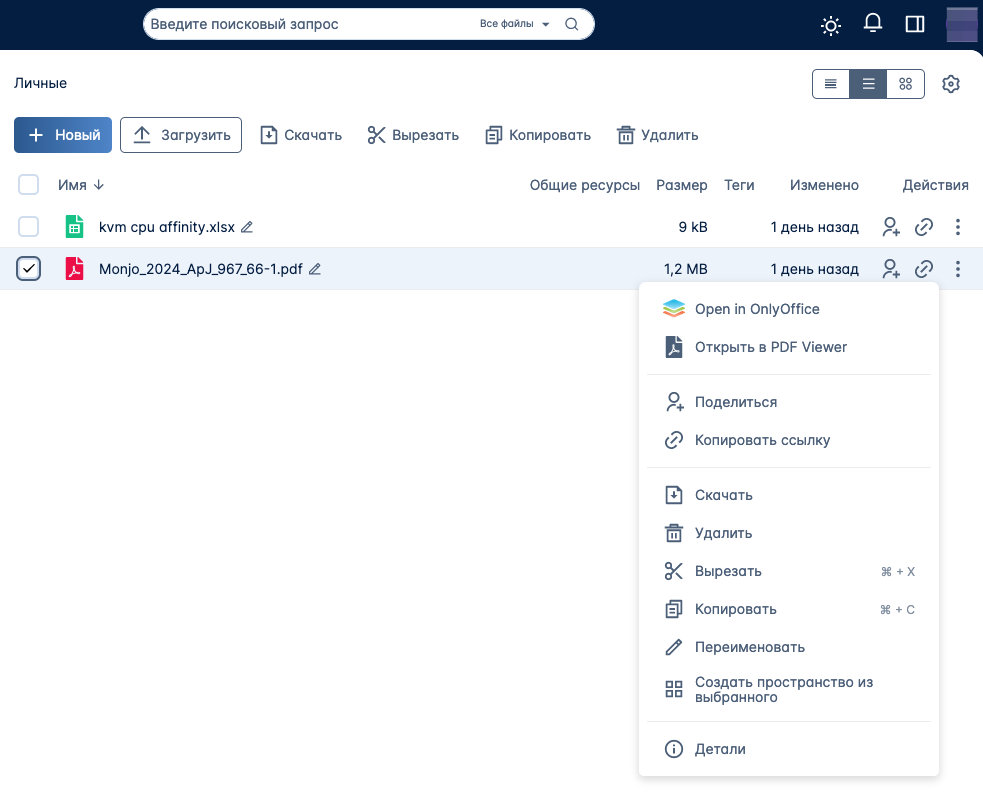 Введите поисковый запрос
Все файлы
Личные
Новый
Загрузить
Скачать
Вырезать
Копировать
Удалить
Имя
Общие ресурсы
Размер
Теги
Изменено
Действия
kvm cpu affinity.xlsx
9 kB
1 день назад
Monjo_2024_ApJ_967_66-1.pdf
1,2 MB
1 день назад
Open in OnlyOffice
Открыть в PDF Viewer
Поделиться
Копировать ссылку
Скачать
Удалить
Вырезать ⌘ + X
Копировать ⌘ + C
Переименовать
Создать пространство из
выбранного
Детали